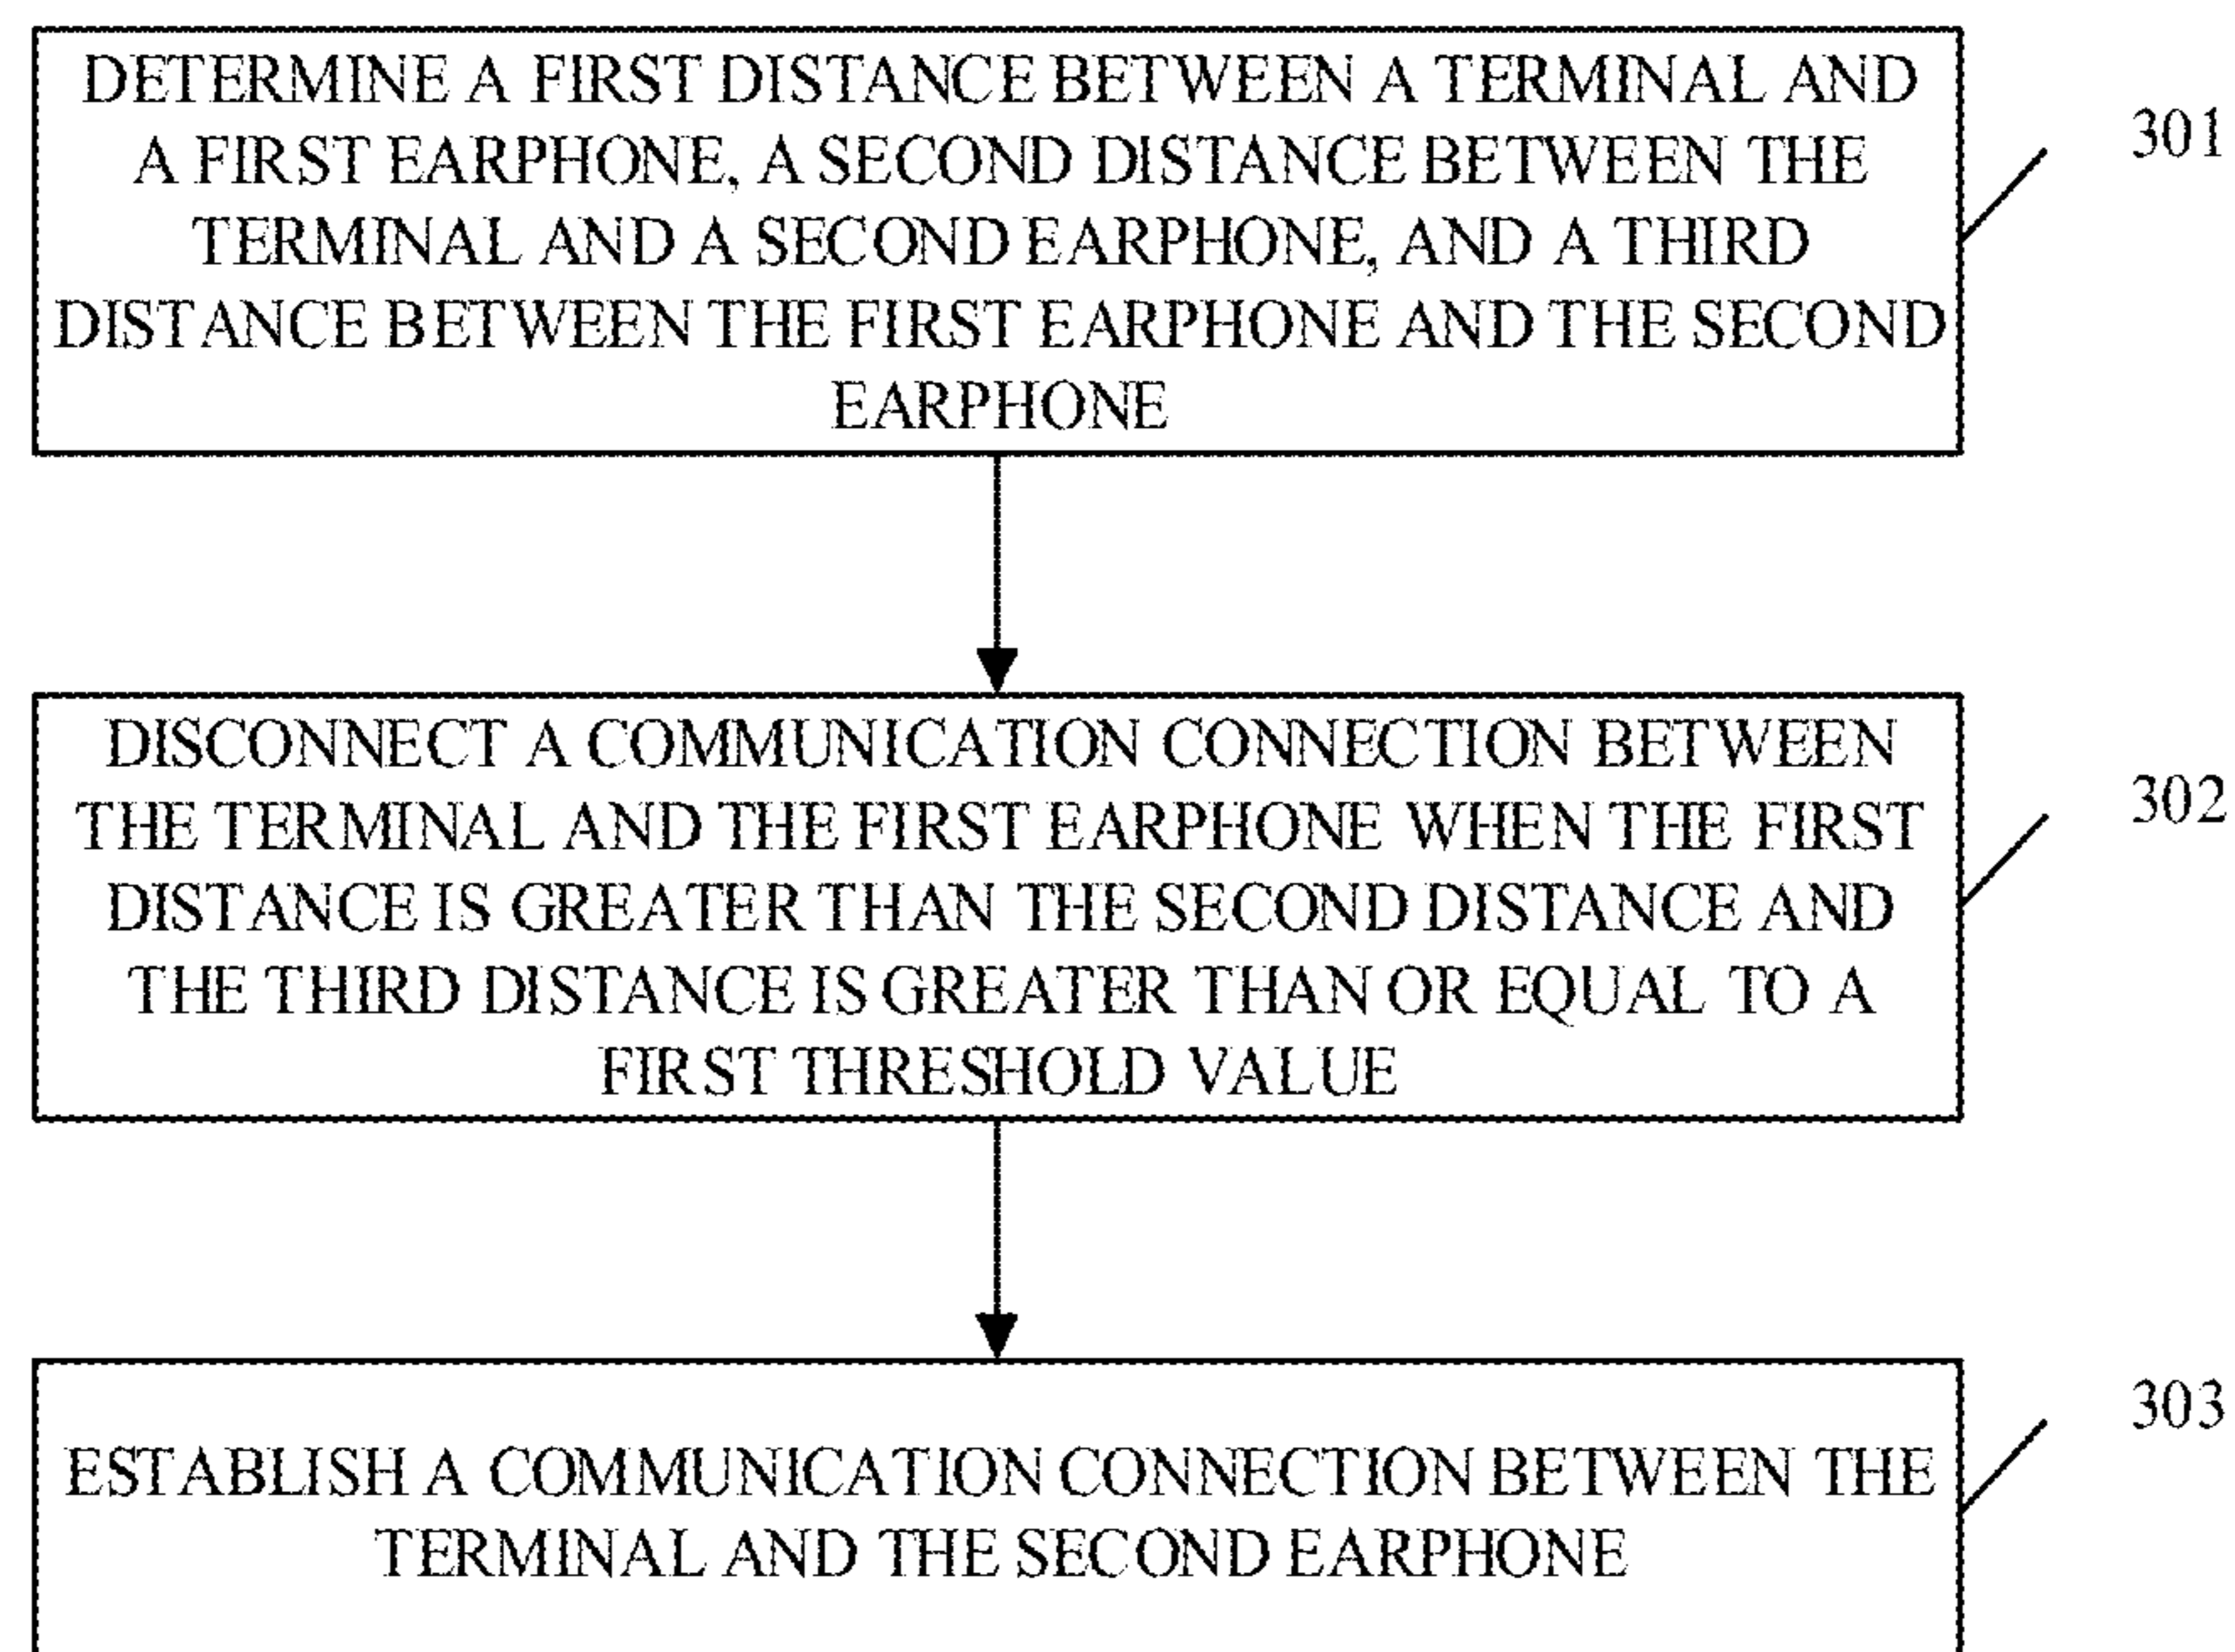 DETERMINE A FIRST DISTANCE BETWEEN A TERMINAL AND
A FIRST EARPHONE, A SECOND DISTANCE BETWEEN THE
TERMINAL AND A SECOND EARPHONE, AND A THIRD
DISTANCE BETWEEN THE FIRST EARPHONE AND THE SECOND
EARPHONE
301
DISCONNECT A COMMUNICATION CONNECTION BETWEEN
THE TERMINAL AND THE FIRST EARPHONE WHEN THE FIRST
DISTANCE IS GREATER THAN THE SECOND DISTANCE AND
THE THIRD DISTANCE IS GREATER THAN OR EQUAL TO A
FIRST THRESHOLD VALUE
302
ESTABLISH A COMMUNICATION CONNECTION BETWEEN THE
TERMINAL AND THE SECOND EARPHONE
303